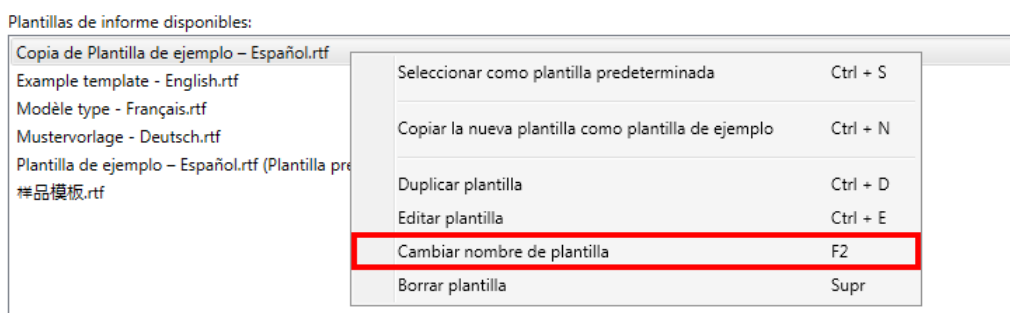 Plantillas de informe disponibles:
Copia de Plantilla de ejemplo – Español.rtf
Example template - English.rtf
Modèle type - Français.rtf
Mustervorlage - Deutsch.rtf
Plantilla de ejemplo – Español.rtf (Plantilla pre
样品模板.rtf
Seleccionar como plantilla predeterminada Ctrl + S
Copiar la nueva plantilla como plantilla de ejemplo Ctrl + N
Duplicar plantilla Ctrl + D
Editar plantilla Ctrl + E
Cambiar nombre de plantilla F2
Borrar plantilla Supr